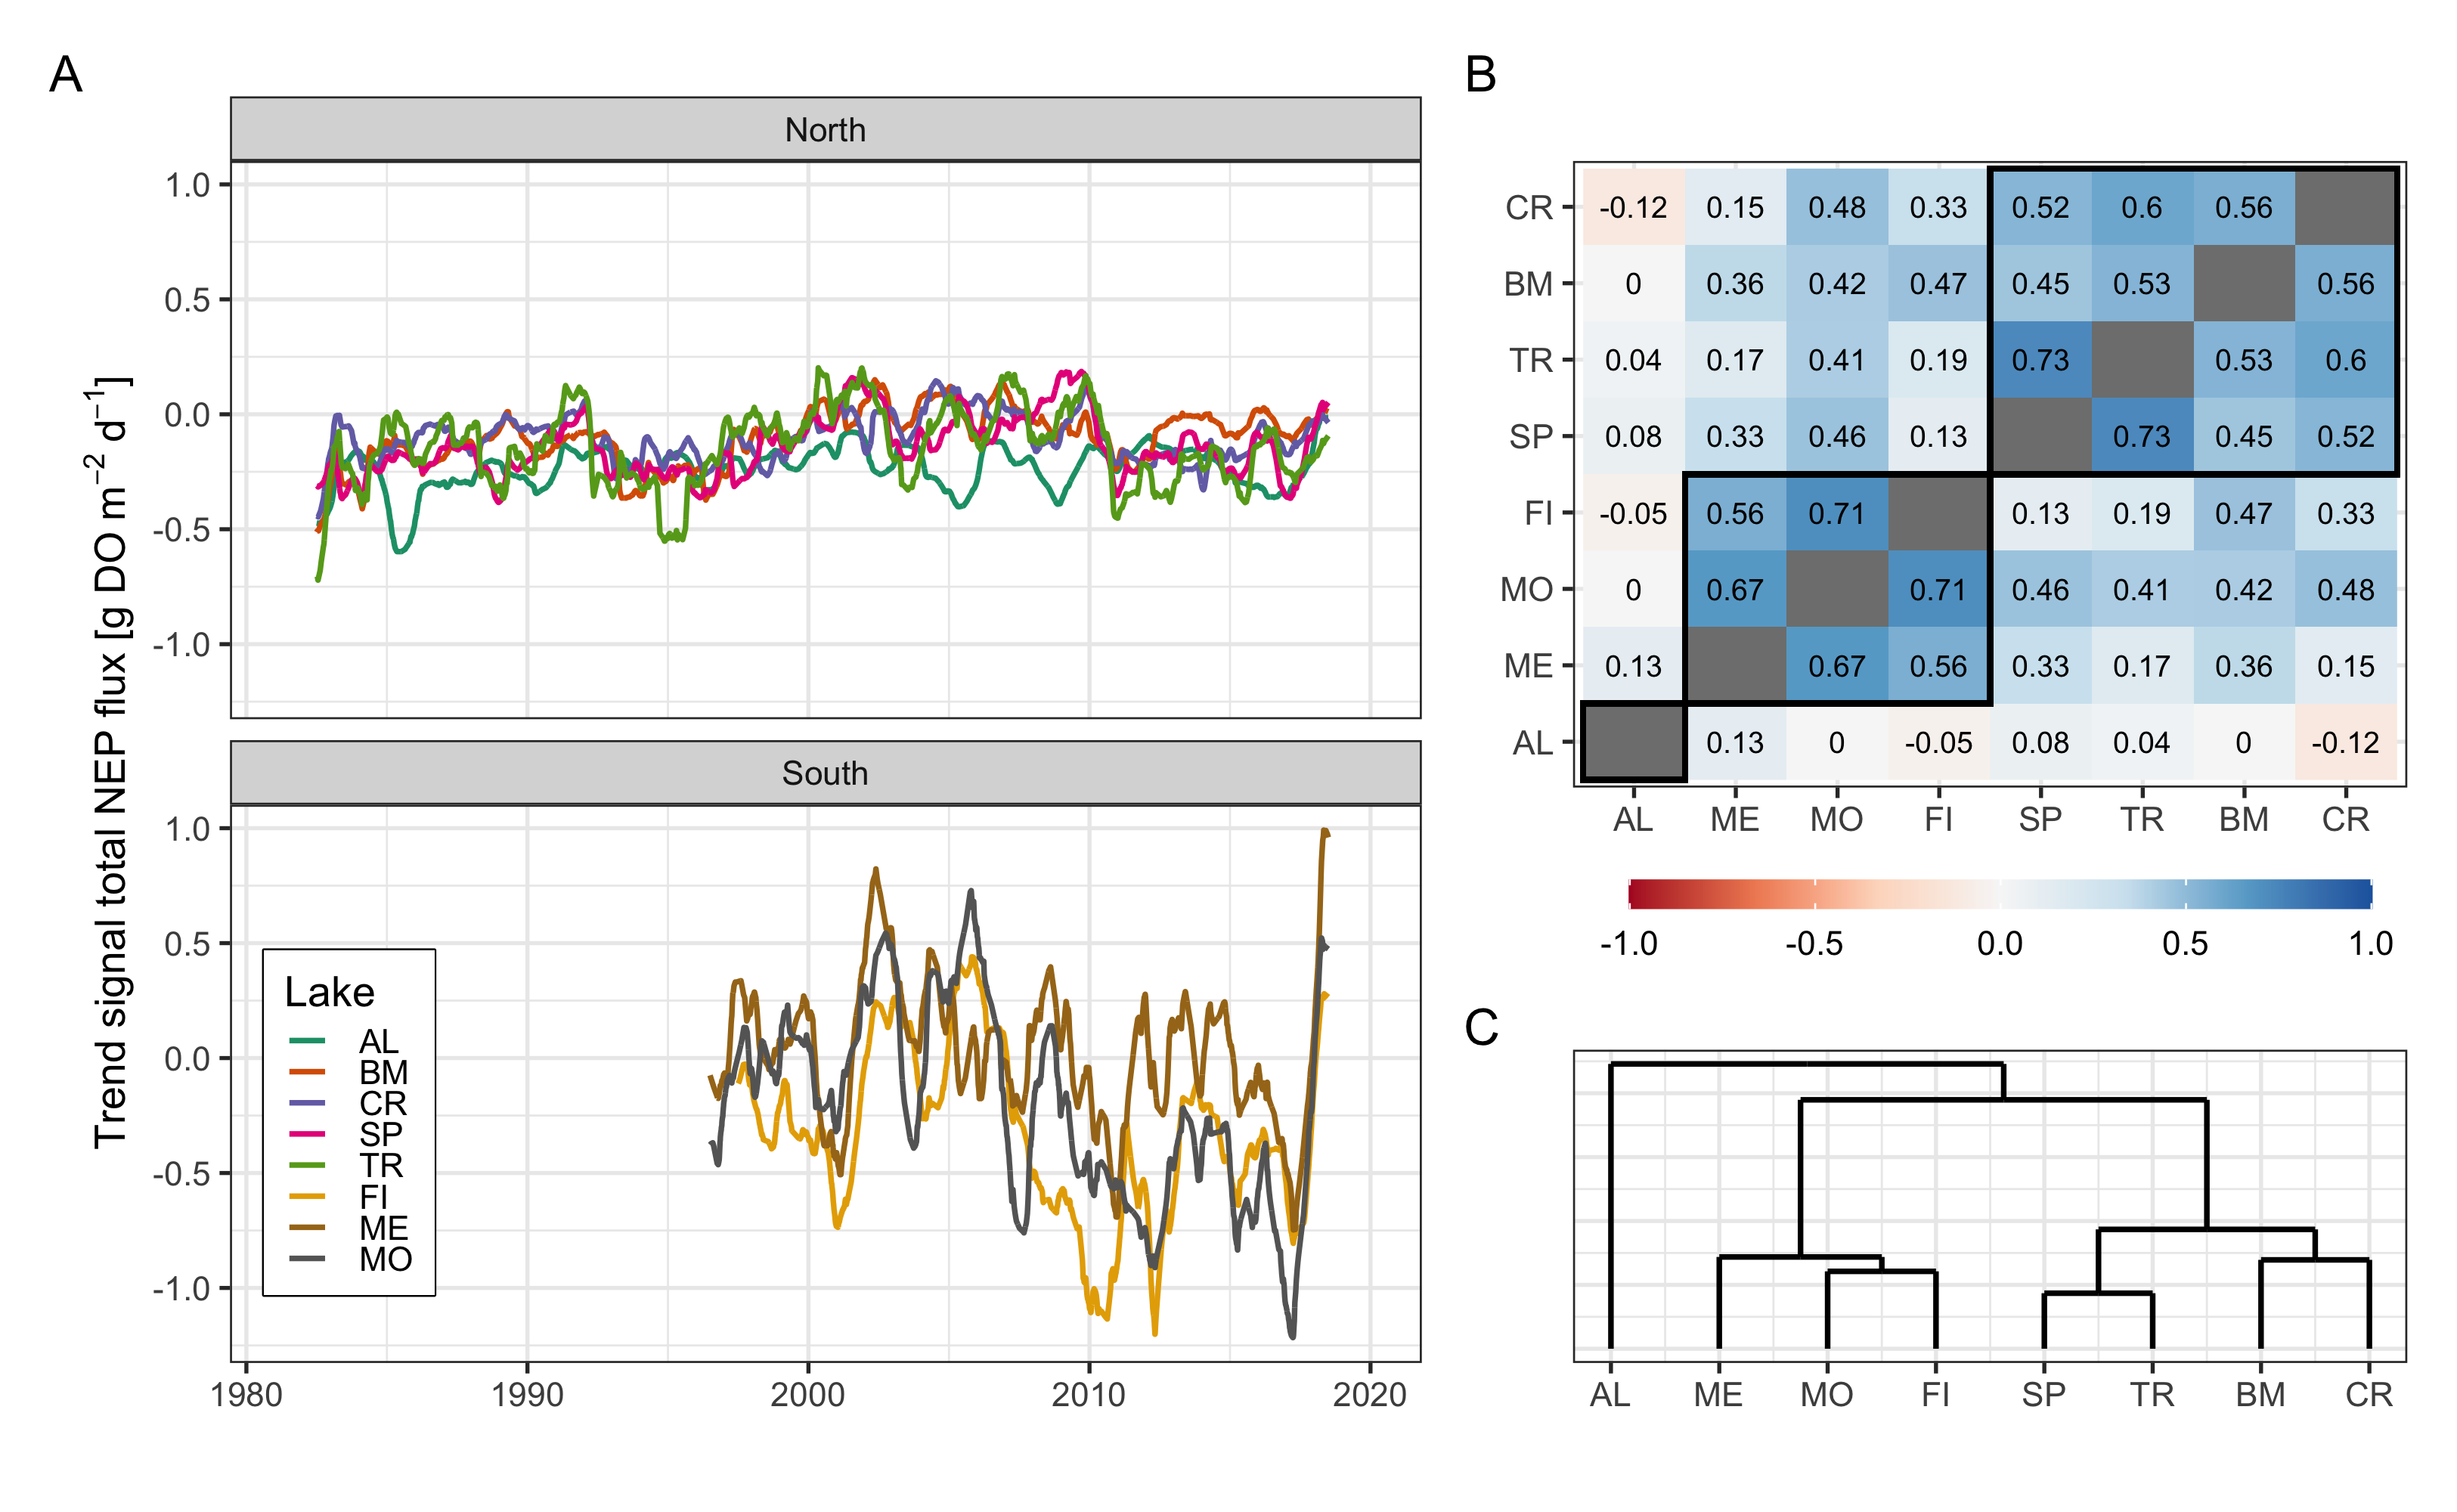 A
North
1.0
0.5
0.0
-0.5
-1.0
South
1.0
0.5
0.0
-0.5
-1.0
1980 1990 2000 2010 2020
Trend signal total NEP flux [g DO m⁻² d⁻¹]
Lake
AL
BM
CR
SP
TR
FI
ME
MO
B
CR -0.12 0.15 0.48 0.33 0.52 0.6 0.56
BM 0 0.36 0.42 0.47 0.45 0.53 0.56
TR 0.04 0.17 0.41 0.19 0.73 0.53 0.6
SP 0.08 0.33 0.46 0.13 0.73 0.45 0.52
FI -0.05 0.56 0.71 0.13 0.19 0.47 0.33
MO 0 0.67 0.71 0.46 0.41 0.42 0.48
ME 0.13 0.67 0.56 0.33 0.17 0.36 0.15
AL 0.13 0 -0.05 0.08 0.04 0 -0.12
AL ME MO FI SP TR BM CR
-1.0 -0.5 0.0 0.5 1.0
C
AL ME MO FI SP TR BM CR